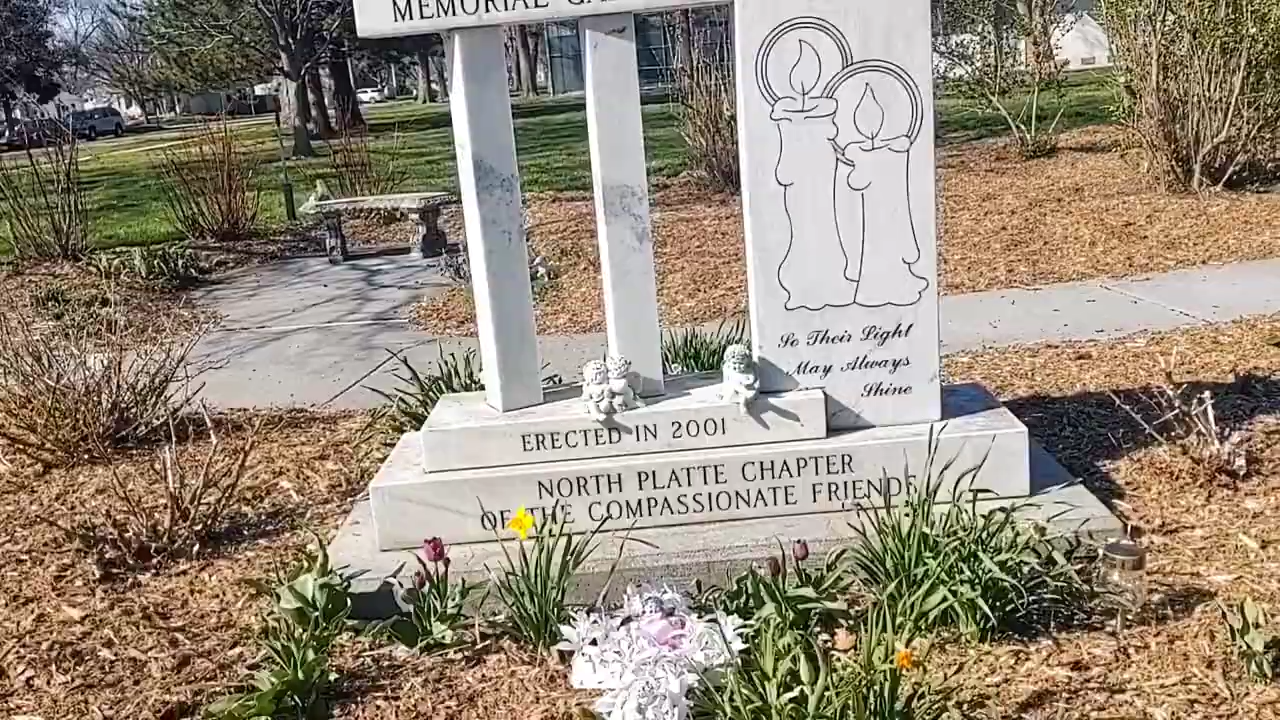 MEMORIAL
So Their Light
May Always
Shine
ERECTED IN 2001
NORTH PLATTE CHAPTER
OF THE COMPASSIONATE FRIENDS